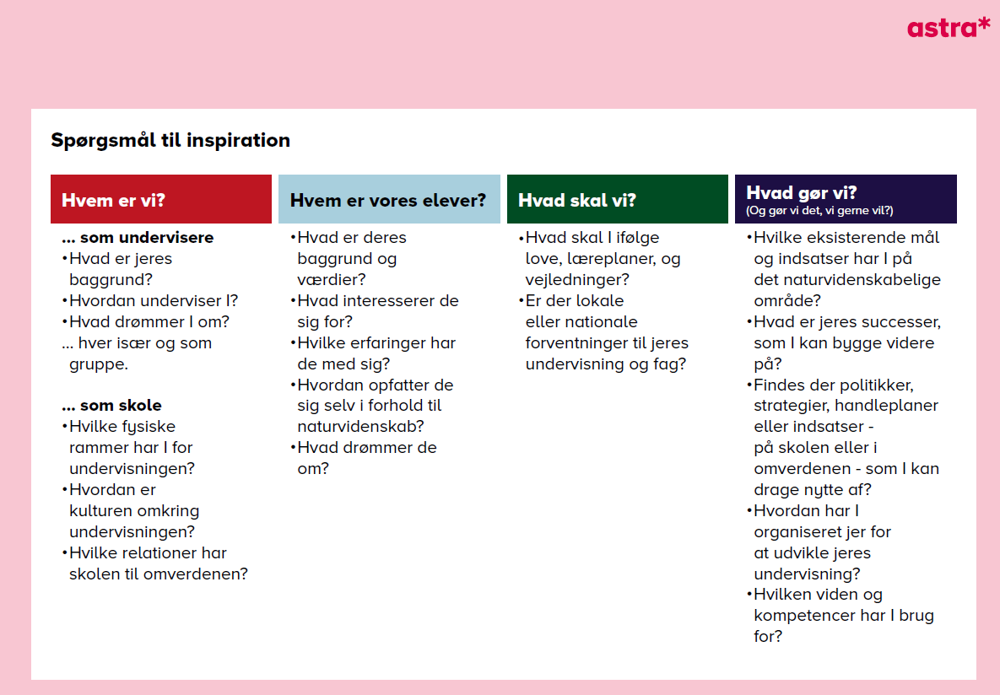 astra*
Spørgsmål til inspiration
Hvem er vi?
... som undervisere
•Hvad er jeres
baggrund?
•Hvordan underviser I?
•Hvad drømmer I om?
... hver især og som
gruppe.
... som skole
•Hvilke fysiske
rammer har I for
undervisningen?
•Hvordan er
kulturen omkring
undervisningen?
•Hvilke relationer har
skolen til omverdenen?
Hvem er vores elever?
•Hvad er deres
baggrund og
værdier?
•Hvad interesserer de
sig for?
•Hvilke erfaringer har
de med sig?
•Hvordan opfatter de
sig selv i forhold til
naturvidenskab?
•Hvad drømmer de
om?
Hvad skal vi?
•Hvad skal I ifølge
love, læreplaner, og
vejledninger?
•Er der lokale
eller nationale
forventninger til jeres
undervisning og fag?
Hvad gør vi?
(Og gør vi det, vi gerne vil?)
•Hvilke eksisterende mål
og indsatser har I på
det naturvidenskabelige
område?
•Hvad er jeres successer,
som I kan bygge videre
på?
•Findes der politikker,
strategier, handleplaner
eller indsatser -
på skolen eller i
omverdenen - som I kan
drage nytte af?
•Hvordan har I
organiseret jer for
at udvikle jeres
undervisning?
•Hvilken viden og
kompetencer har I brug
for?